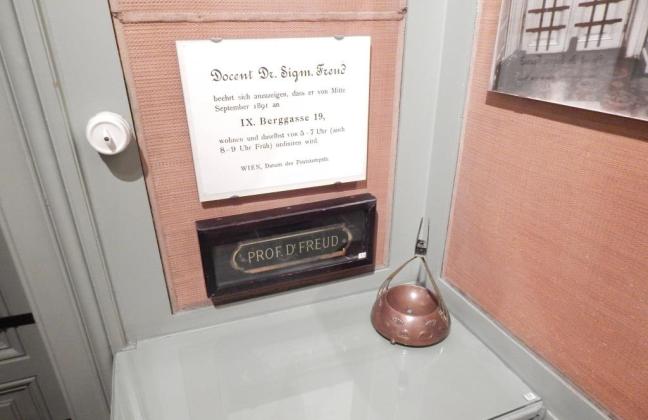 Docent Dr. Sigm. Freud
beehrt sich anzuzeigen, dass er von Mitte
September 1891 an
IX. Berggasse 19,
wohnen und daselbst von 5–7 Uhr (auch
8–9 Uhr Früh) ordiniren wird.
WIEN, Datum des Poststempels.
PROF. Dr FREUD